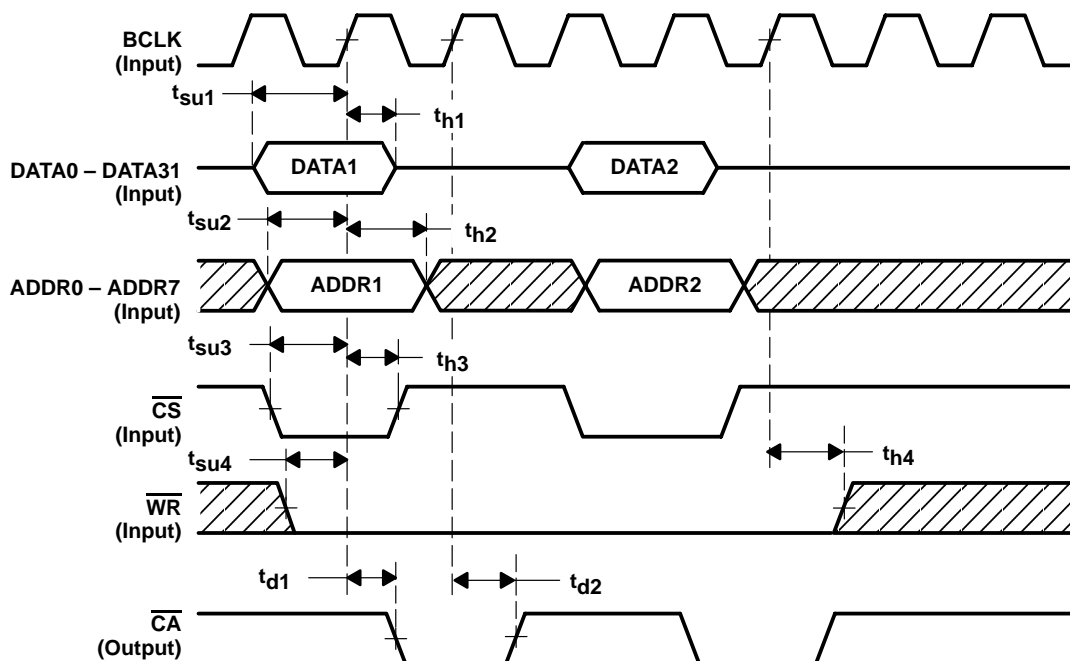 BCLK
(Input)
tsu1
th1
DATA0 – DATA31
(Input)
DATA1
DATA2
tsu2
th2
ADDR0 – ADDR7
(Input)
ADDR1
ADDR2
tsu3
th3
CS
(Input)
tsu4
th4
WR
(Input)
td1
td2
CA
(Output)